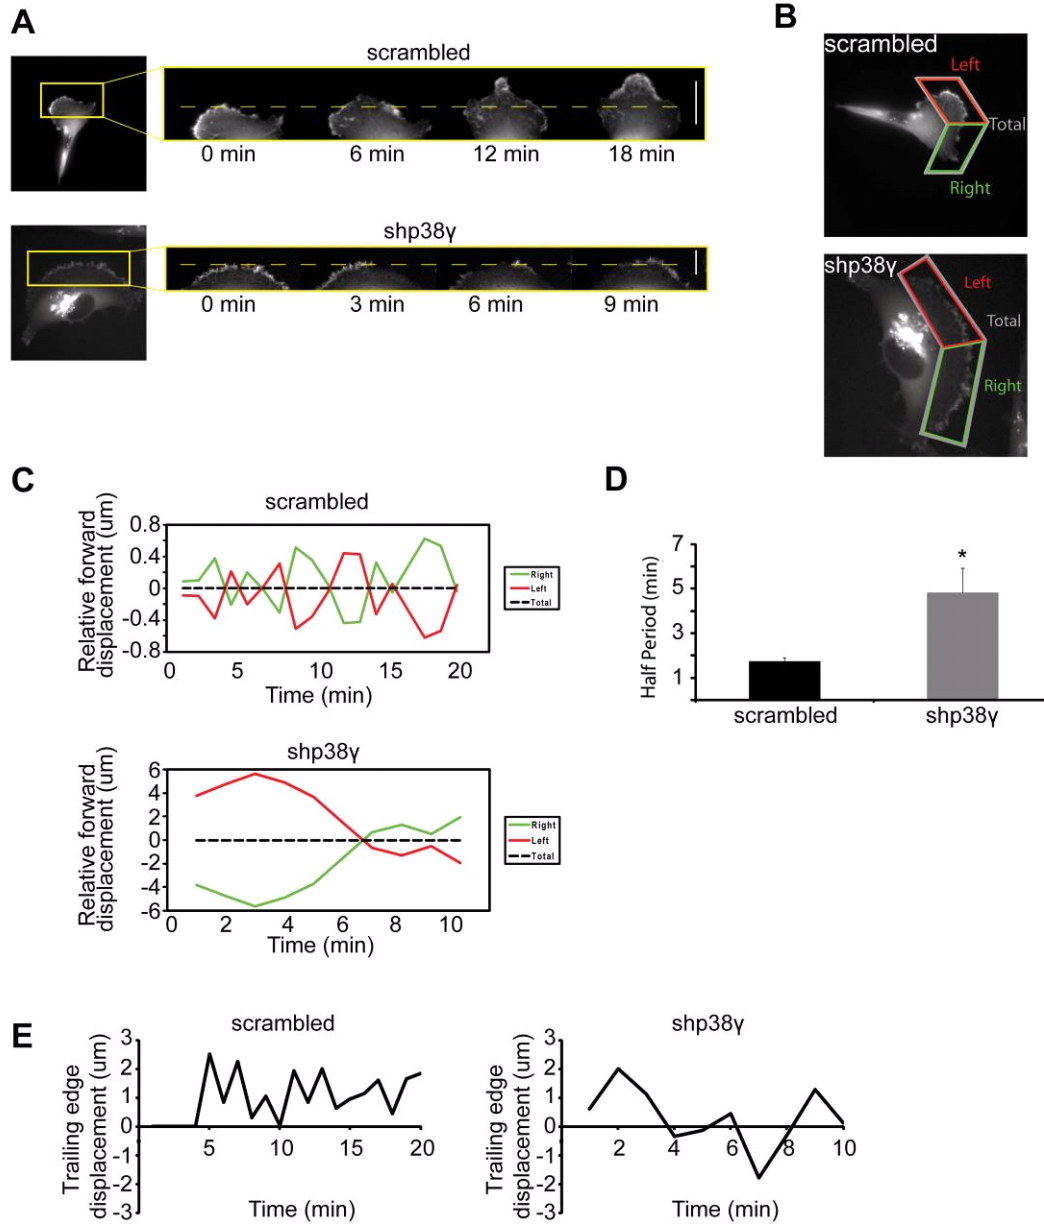 A
scrambled
0 min 6 min 12 min 18 min
shp38γ
0 min 3 min 6 min 9 min
B
scrambled
Left
Total
Right
shp38γ
Left
Total
Right
C
scrambled
Relative forward
displacement (um)
0.8
0.4
0
-0.4
-0.8
0 5 10 15 20
Time (min)
Right
Left
Total
shp38γ
Relative forward
displacement (um)
6
4
2
0
-2
-4
-6
0 2 4 6 8 10
Time (min)
Right
Left
Total
D
Half Period (min)
7
5
3
1
*
scrambled shp38γ
E
scrambled
Trailing edge
displacement (um)
3
2
1
0
-1
-2
-3
5 10 15 20
Time (min)
shp38γ
Trailing edge
displacement (um)
3
2
1
0
-1
-2
-3
2 4 6 8 10
Time (min)